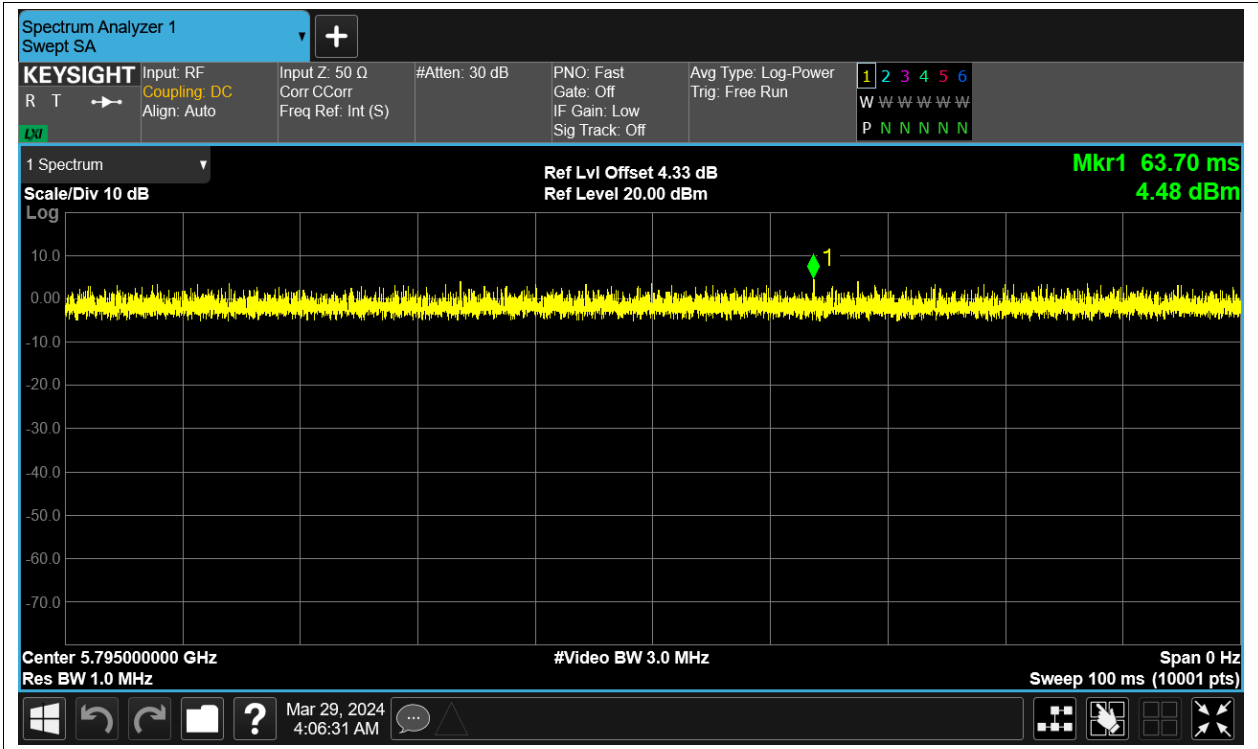 Spectrum Analyzer 1
Swept SA
KEYSIGHT
R T
LXI
Input: RF
Coupling: DC
Align: Auto
Input Z: 50 Ω
Corr CCorr
Freq Ref: Int (S)
#Atten: 30 dB
PNO: Fast
Gate: Off
IF Gain: Low
Sig Track: Off
Avg Type: Log-Power
Trig: Free Run
1 2 3 4 5 6
W W W W W W
P N N N N N
1 Spectrum
Scale/Div 10 dB
Ref Lvl Offset 4.33 dB
Ref Level 20.00 dBm
Mkr1 63.70 ms
4.48 dBm
Log
1
10.0
0.00
-10.0
-20.0
-30.0
-40.0
-50.0
-60.0
-70.0
Center 5.795000000 GHz
Res BW 1.0 MHz
#Video BW 3.0 MHz
Span 0 Hz
Sweep 100 ms (10001 pts)
?
Mar 29, 2024
4:06:31 AM